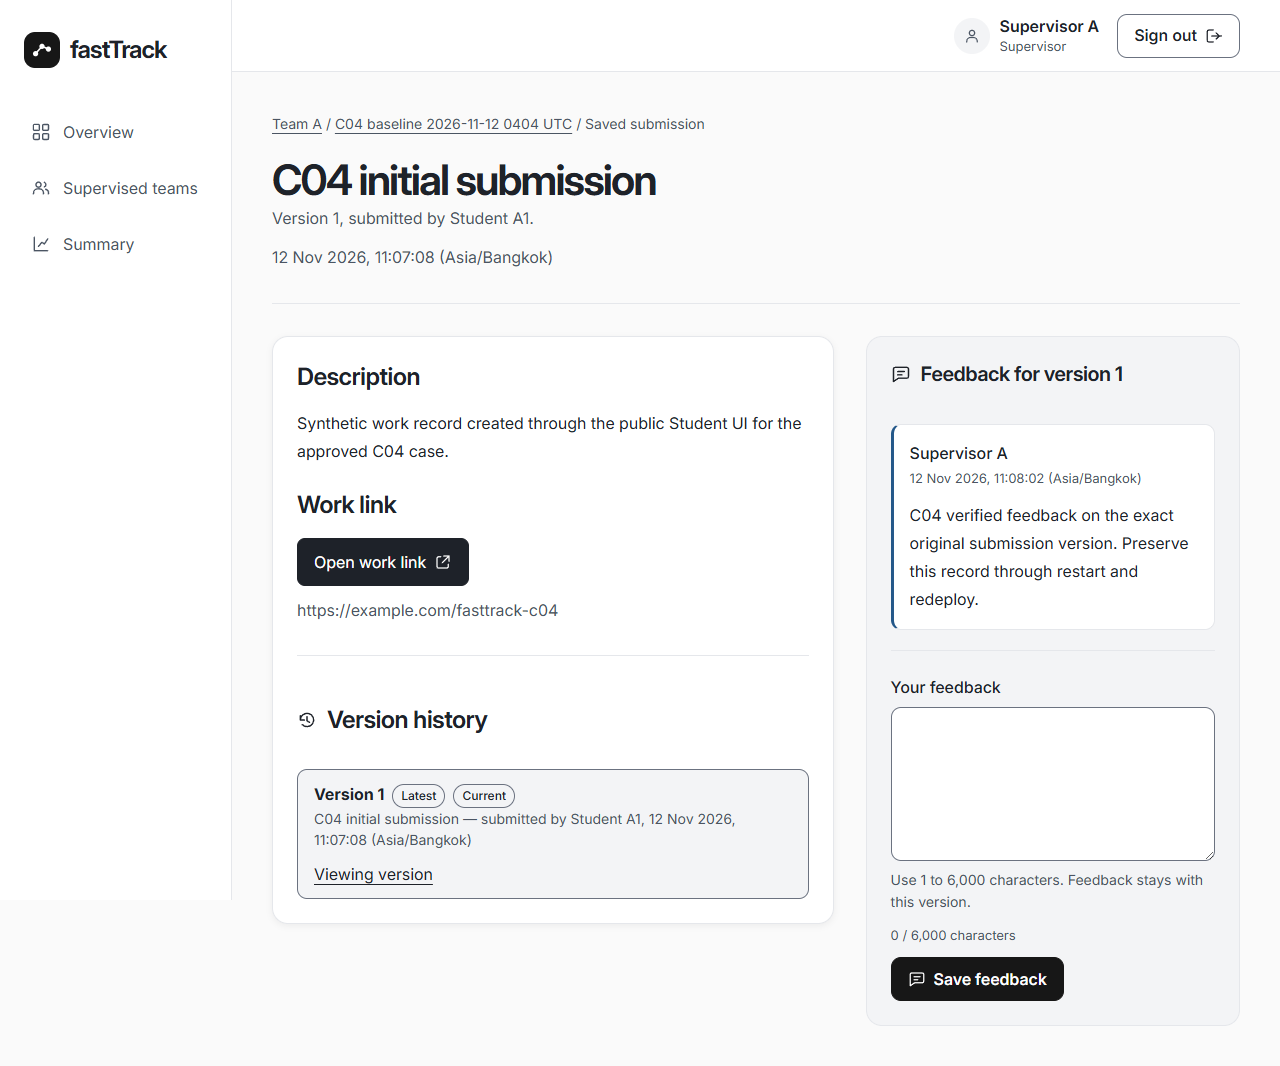 fastTrack
Overview
Supervised teams
Summary
Supervisor A
Supervisor
Sign out
Team A / C04 baseline 2026-11-12 0404 UTC / Saved submission
C04 initial submission
Version 1, submitted by Student A1.
12 Nov 2026, 11:07:08 (Asia/Bangkok)
Description
Synthetic work record created through the public Student UI for the
approved C04 case.
Work link
Open work link
https://example.com/fasttrack-c04
Version history
Version 1 Latest Current
C04 initial submission — submitted by Student A1, 12 Nov 2026,
11:07:08 (Asia/Bangkok)
Viewing version
Feedback for version 1
Supervisor A
12 Nov 2026, 11:08:02 (Asia/Bangkok)
C04 verified feedback on the exact
original submission version. Preserve
this record through restart and
redeploy.
Your feedback
Use 1 to 6,000 characters. Feedback stays with
this version.
0 / 6,000 characters
Save feedback